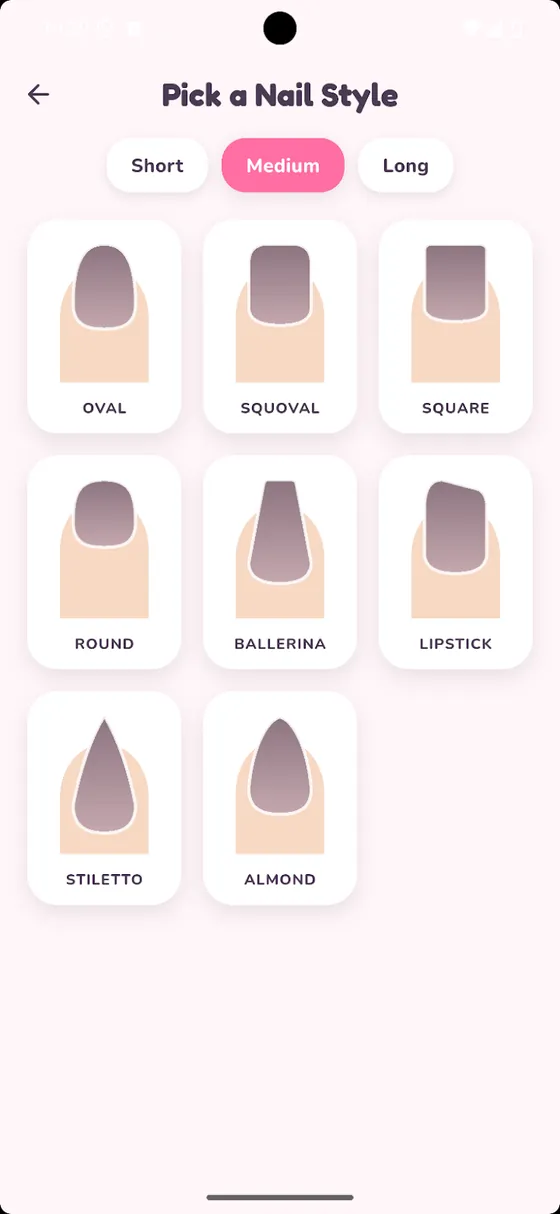 Pick a Nail Style
Short Medium Long
OVAL SQUOVAL SQUARE
ROUND BALLERINA LIPSTICK
STILETTO ALMOND